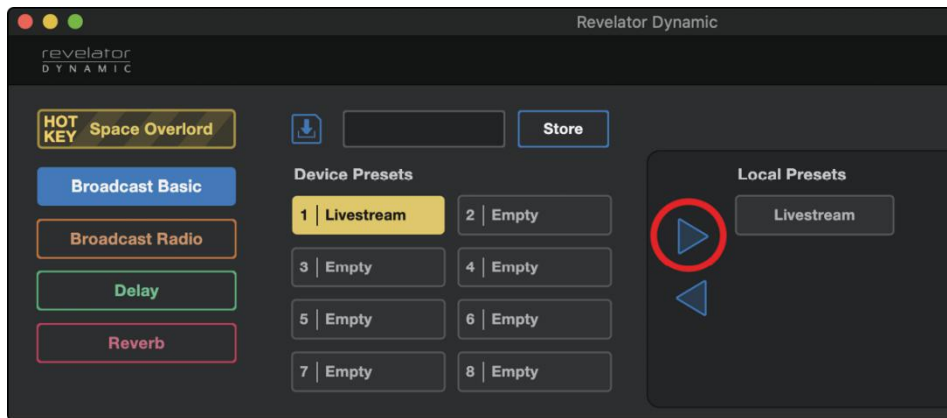 Revelator Dynamic
revelator
DYNAMIC
HOT KEY Space Overlord
Store
Broadcast Basic
Device Presets
Local Presets
1 | Livestream
2 | Empty
Livestream
Broadcast Radio
3 | Empty
4 | Empty
Delay
5 | Empty
6 | Empty
Reverb
7 | Empty
8 | Empty